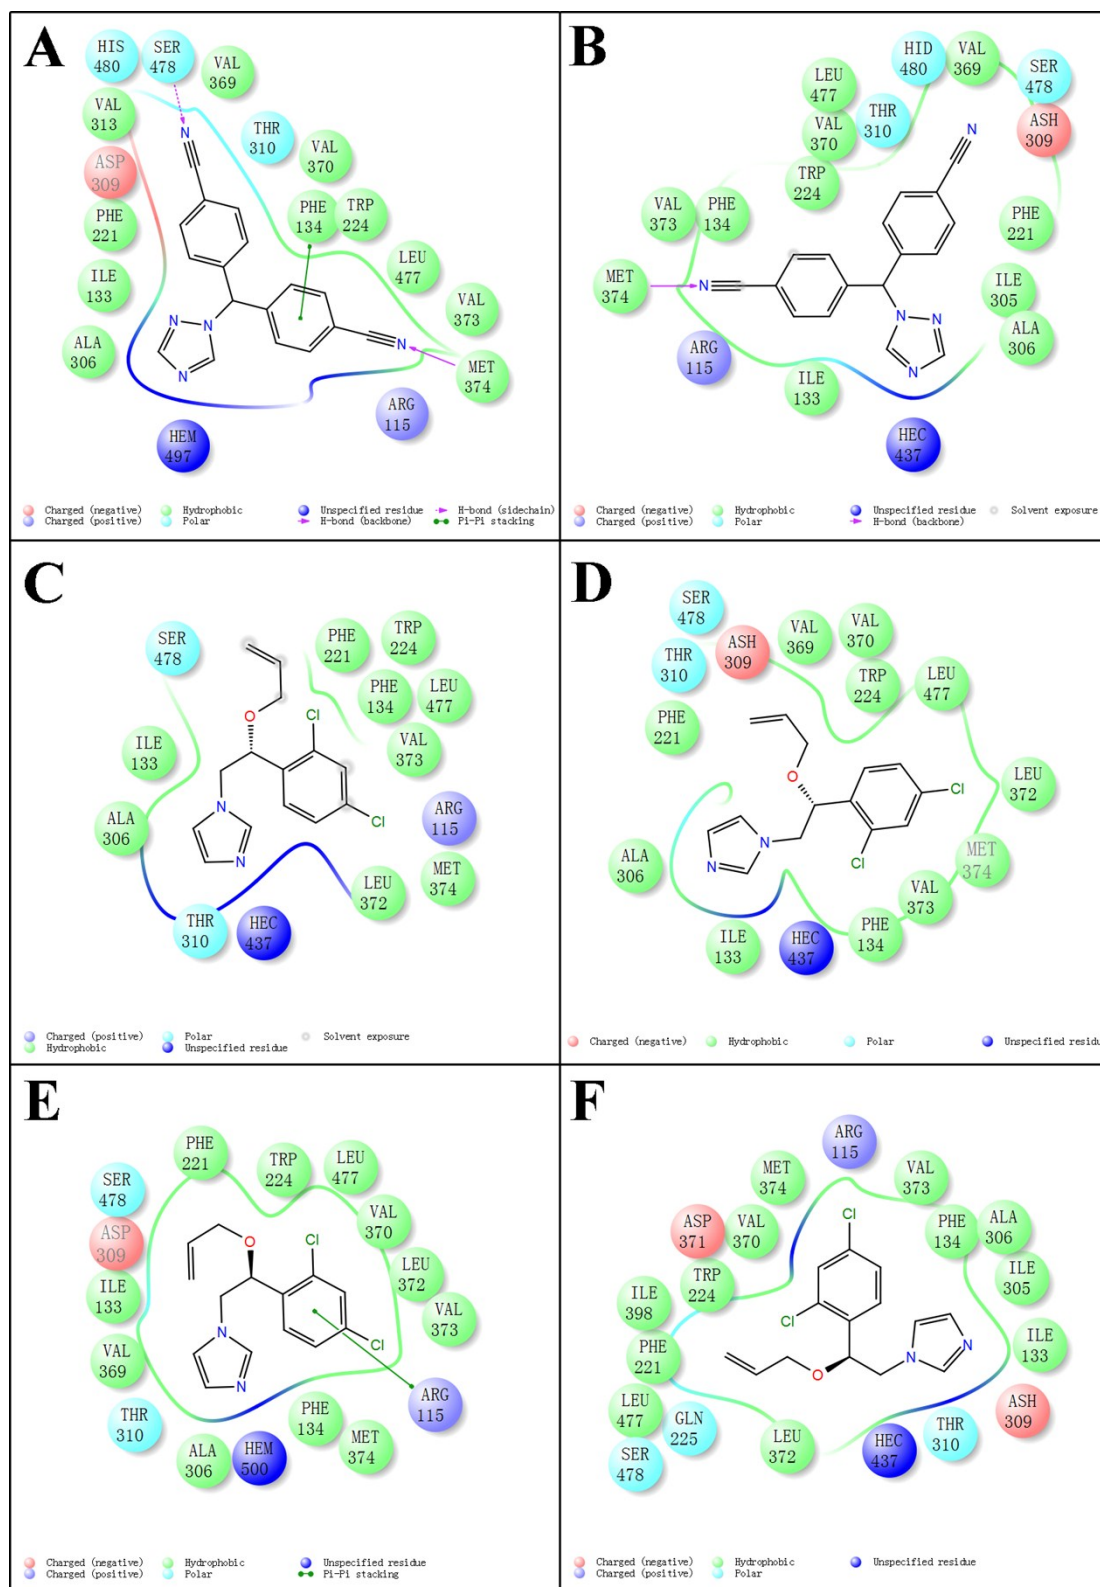 A
HIS
480
SER
478
VAL
369
VAL
313
THR
310
ASP
309
VAL
370
PHE
221
PHE
134
TRP
224
ILE
133
LEU
477
VAL
373
ALA
306
MET
374
ARG
115
HEM
497
N
N
N
N
N
Charged (negative)
Charged (positive)
Hydrophobic
Polar
Unspecified residue
H-bond (backbone)
H-bond (sidechain)
Pi-Pi stacking
B
HID
480
VAL
369
SER
478
LEU
477
THR
310
ASH
309
VAL
370
TRP
224
VAL
373
PHE
134
PHE
221
MET
374
ILE
305
ALA
306
ARG
115
ILE
133
HEC
437
N
N
N
N
N
Charged (negative)
Charged (positive)
Hydrophobic
Polar
Unspecified residue
H-bond (backbone)
Solvent exposure
C
SER
478
PHE
221
TRP
224
PHE
134
LEU
477
ILE
133
VAL
373
ALA
306
ARG
115
MET
374
LEU
372
THR
310
HEC
437
O
Cl
Cl
N
N
Charged (positive)
Hydrophobic
Polar
Unspecified residue
Solvent exposure
D
SER
478
THR
310
ASH
309
VAL
369
VAL
370
TRP
224
LEU
477
PHE
221
LEU
372
ALA
306
MET
374
VAL
373
ILE
133
HEC
437
PHE
134
O
Cl
Cl
N
N
Charged (negative)
Hydrophobic
Polar
Unspecified residu
E
PHE
221
TRP
224
LEU
477
SER
478
VAL
370
ASP
309
LEU
372
ILE
133
VAL
373
VAL
369
ARG
115
THR
310
PHE
134
MET
374
ALA
306
HEM
500
O
Cl
Cl
N
N
Charged (negative)
Charged (positive)
Hydrophobic
Polar
Unspecified residue
Pi-Pi stacking
F
ARG
115
MET
374
VAL
373
ASP
371
VAL
370
PHE
134
ALA
306
TRP
224
ILE
305
ILE
398
PHE
221
ILE
133
LEU
477
GLN
225
ASH
309
SER
478
LEU
372
HEC
437
THR
310
Cl
Cl
O
N
N
Charged (negative)
Charged (positive)
Hydrophobic
Polar
Unspecified residue